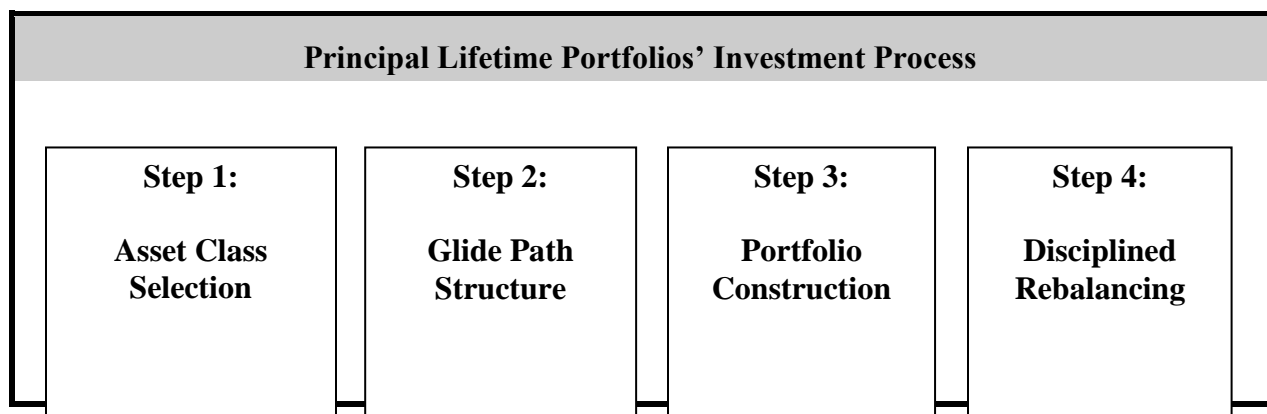 Principal Lifetime Portfolios’ Investment Process
Step 1:
Asset Class
Selection
Step 2:
Glide Path
Structure
Step 3:
Portfolio
Construction
Step 4:
Disciplined
Rebalancing